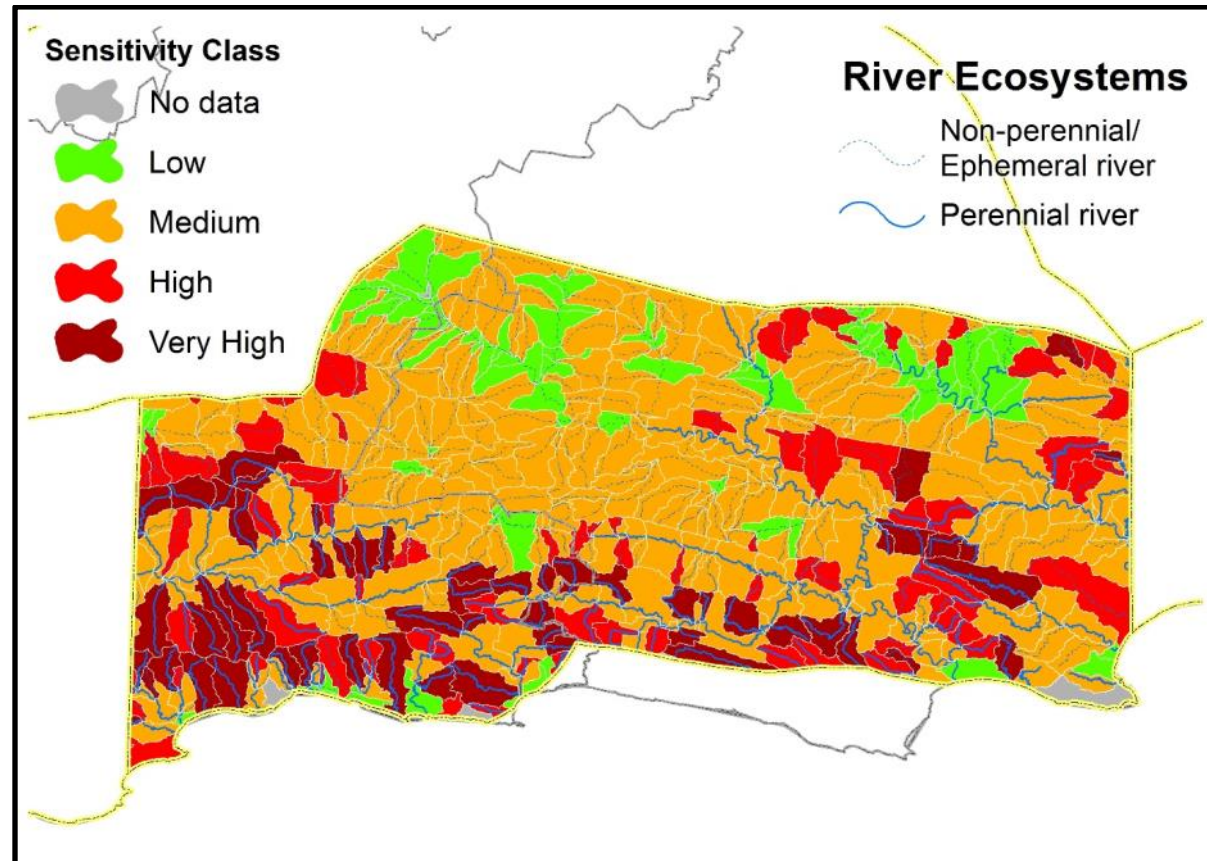 Sensitivity Class
No data
Low
Medium
High
Very High
River Ecosystems
Non-perennial/
Ephemeral river
Perennial river